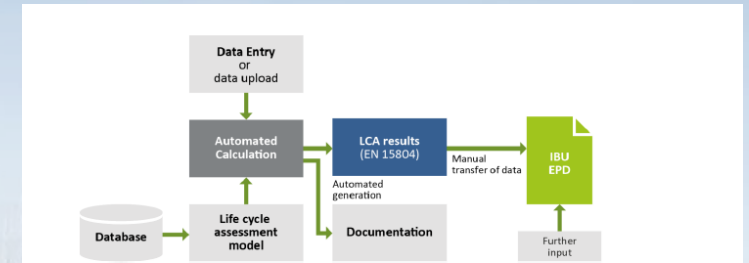 Data Entry
or
data upload
Automated
Calculation
LCA results
(EN 15804)
Manual
transfer of data
IBU
EPD
Automated
generation
Database
Life cycle
assessment
model
Documentation
Further
input